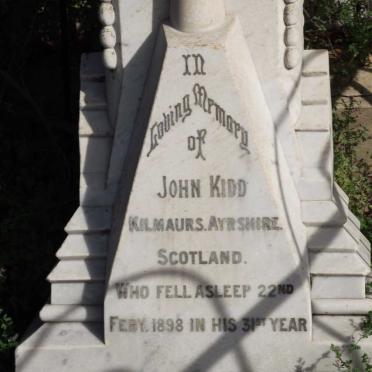 IN
Loving Memory
of
JOHN KIDD
KILMAURS. AYRSHIRE.
SCOTLAND.
WHO FELL ASLEEP 22ND
FEBY. 1898 IN HIS 31ST YEAR